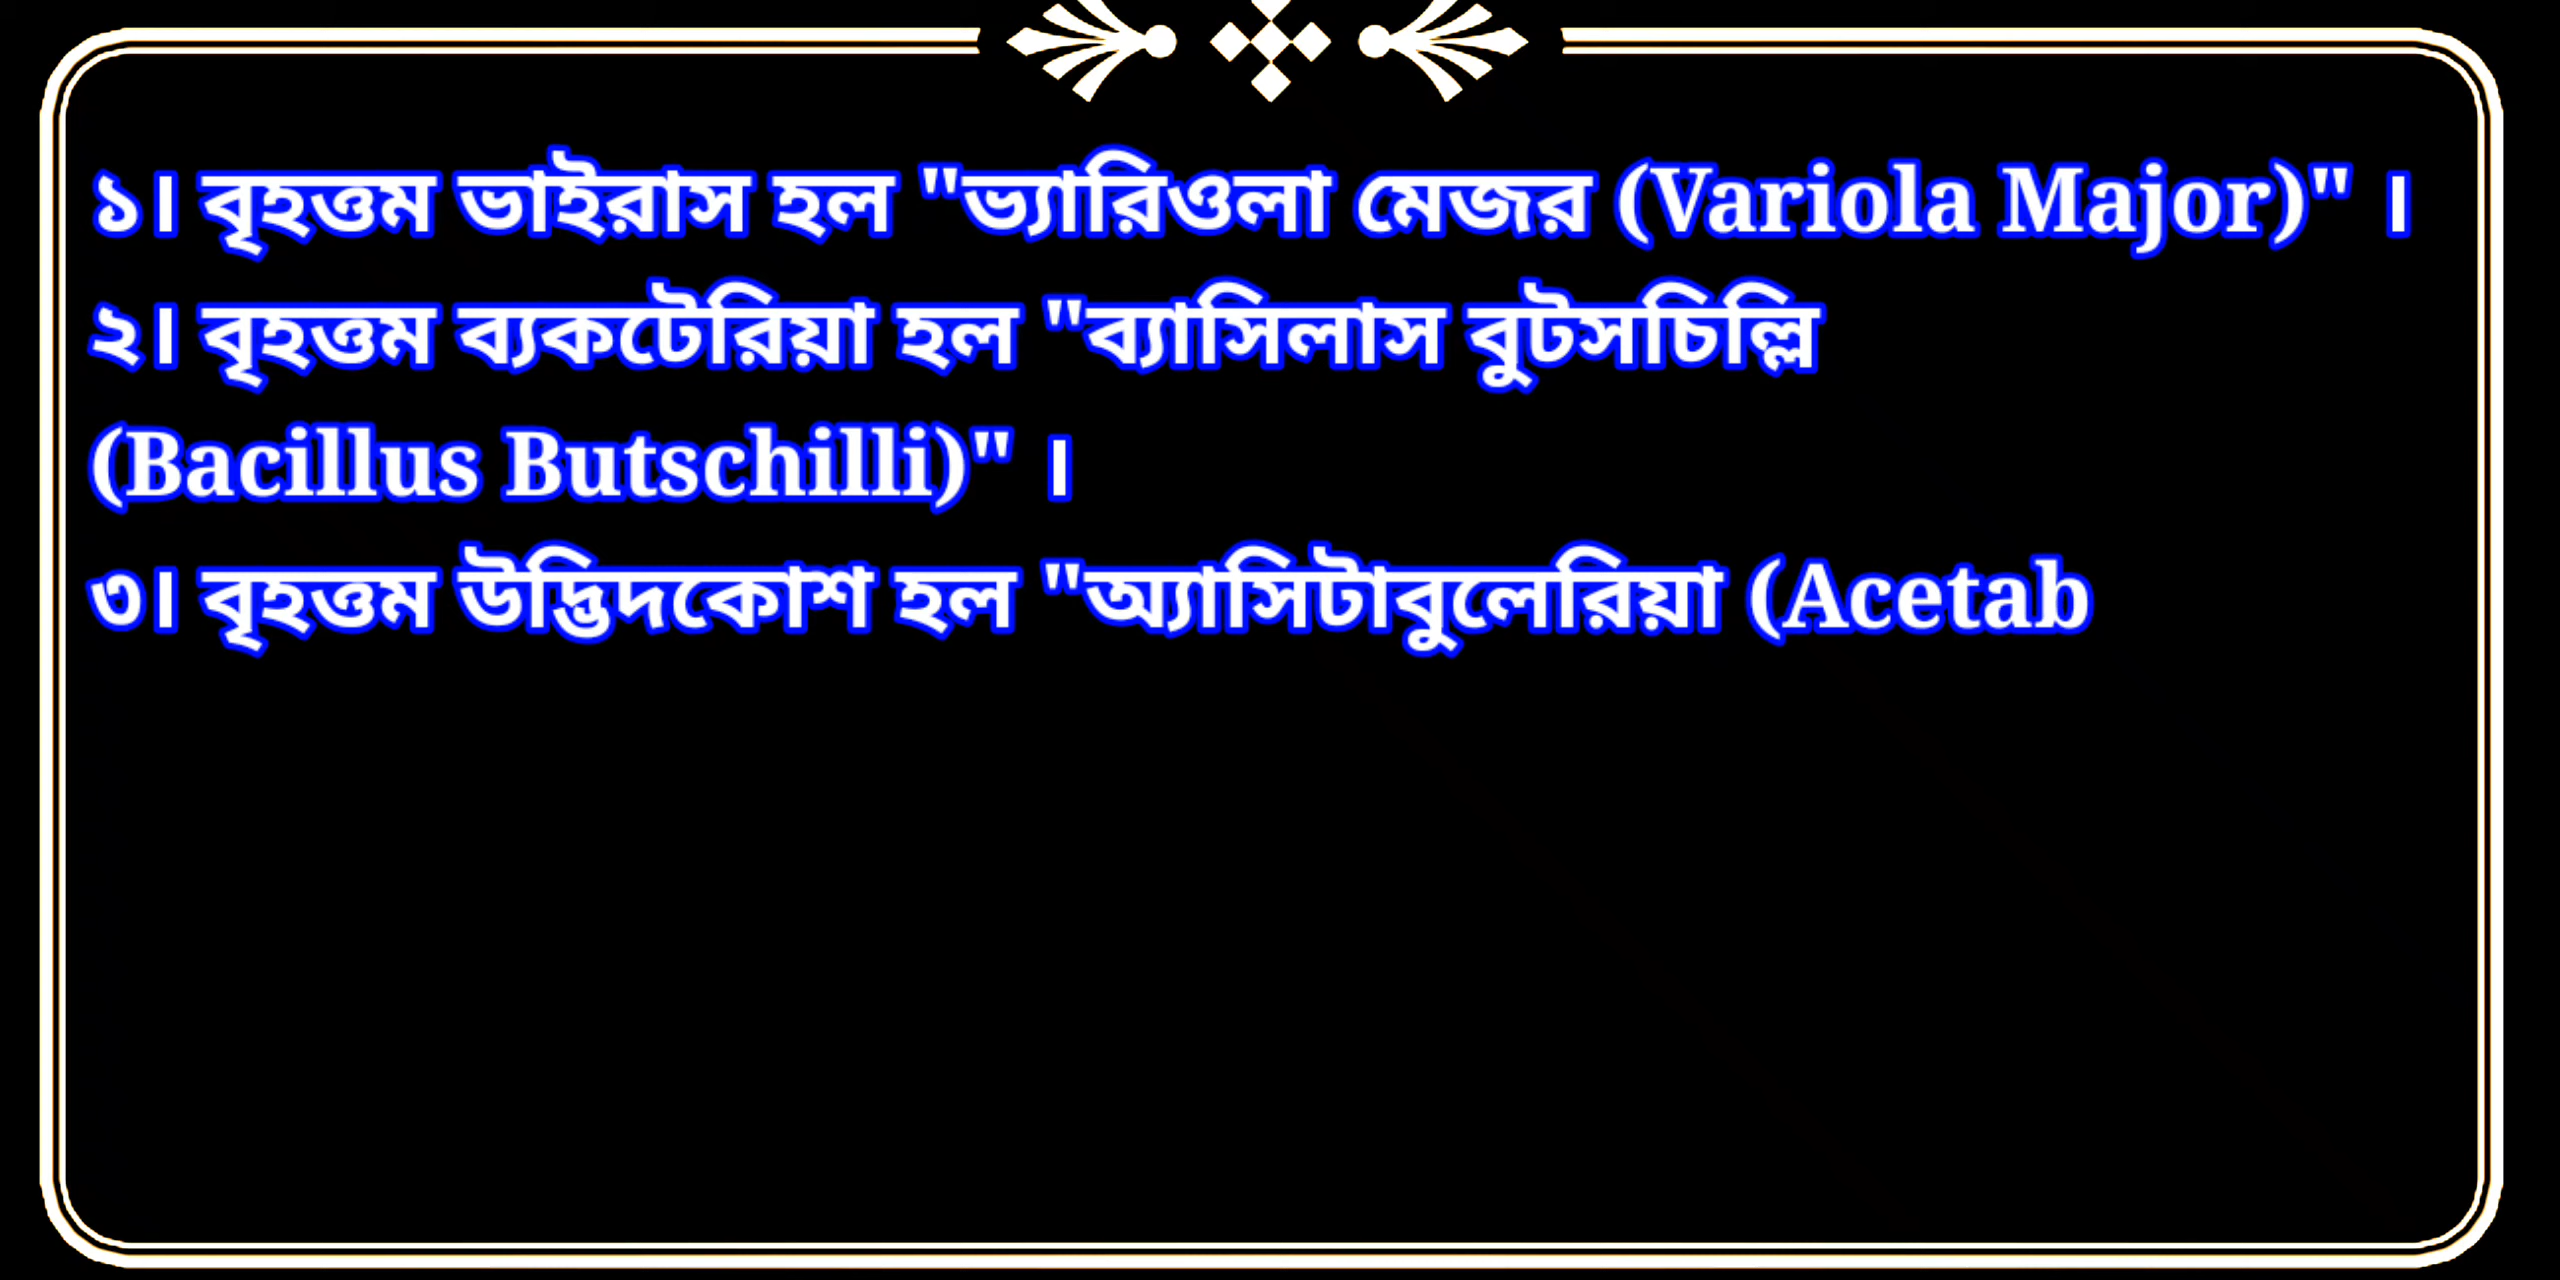 ১। বৃহত্তম ভাইরাস হল "ভ্যারিওলা মেজর (Variola Major)" ।
২। বৃহত্তম ব্যকটেরিয়া হল "ব্যাসিলাস বুটসচিল্লি
(Bacillus Butschilli)" ।
৩। বৃহত্তম উদ্ভিদকোশ হল "অ্যাসিটাবুলেরিয়া (Acetab